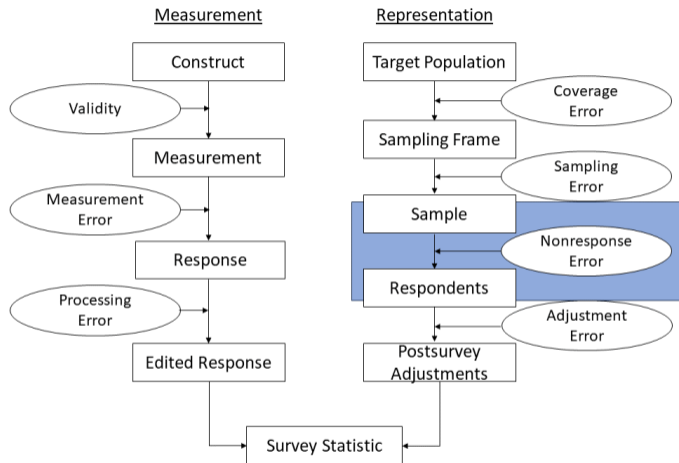 Measurement
Representation
Construct
Target Population
Validity
Coverage
Error
Measurement
Sampling Frame
Measurement
Error
Sampling
Error
Sample
Response
Nonresponse
Error
Respondents
Processing
Error
Adjustment
Error
Edited Response
Postsurvey
Adjustments
Survey Statistic